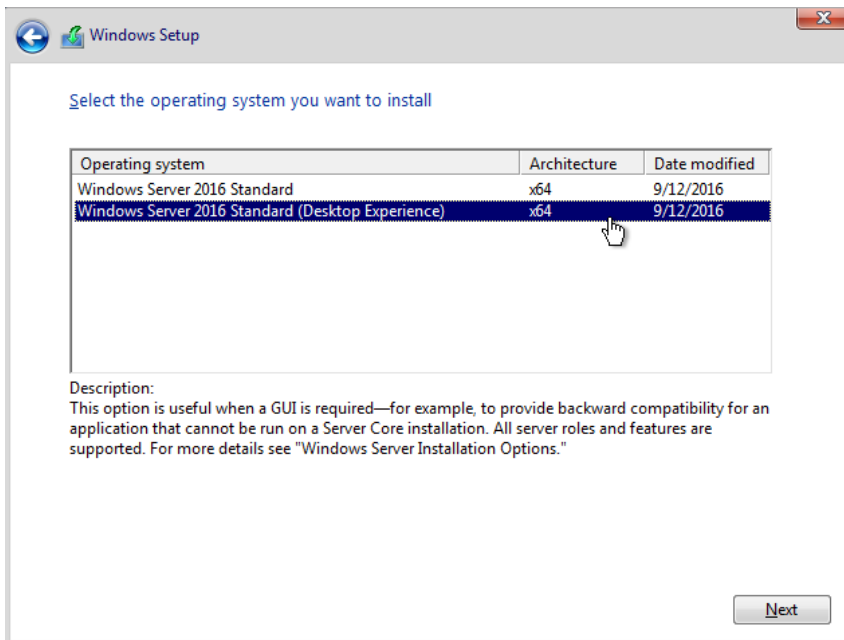 Windows Setup
Select the operating system you want to install
Operating system Architecture Date modified
Windows Server 2016 Standard x64 9/12/2016
Windows Server 2016 Standard (Desktop Experience) x64 9/12/2016
Description:
This option is useful when a GUI is required—for example, to provide backward compatibility for an
application that cannot be run on a Server Core installation. All server roles and features are
supported. For more details see "Windows Server Installation Options."
Next